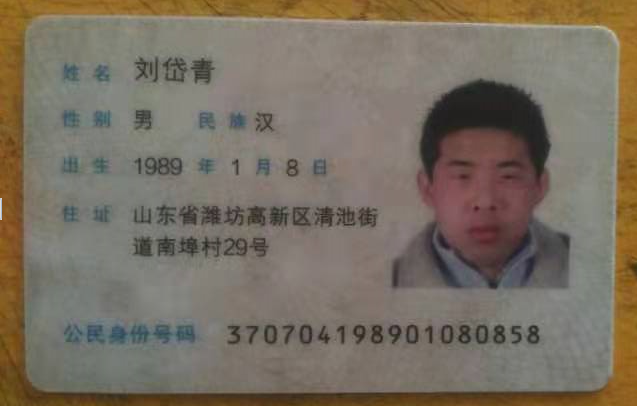 姓名 刘岱青
性别 男 民族 汉
出生 1989 年 1 月 8 日
住址 山东省潍坊高新区清池街
道南埠村29号
公民身份号码 370704198901080858